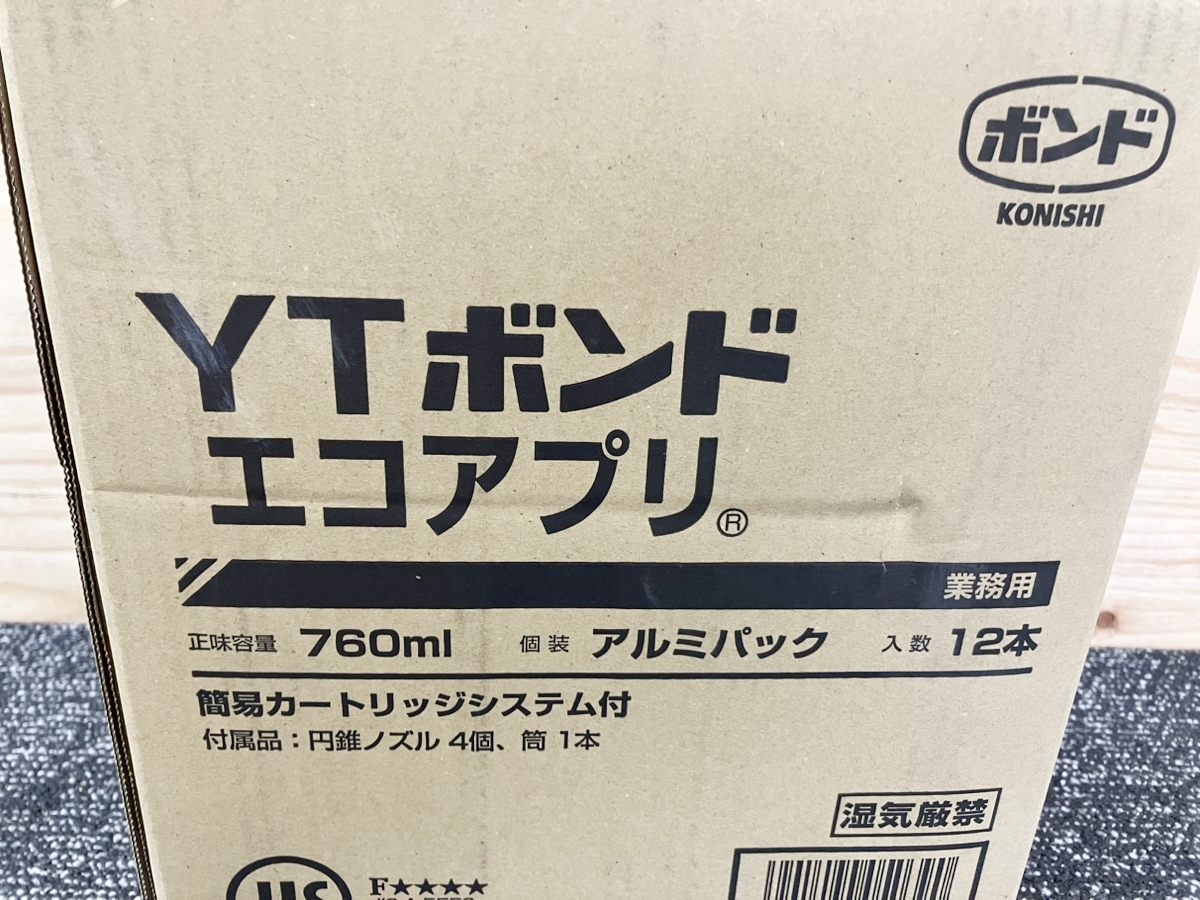 ボンド
KONISHI
YTボンド
エコアプリ®
業務用
正味容量 760ml 個装 アルミパック 入数 12本
簡易カートリッジシステム付
付属品：円錐ノズル 4個、筒 1本
湿気厳禁
F★★★★